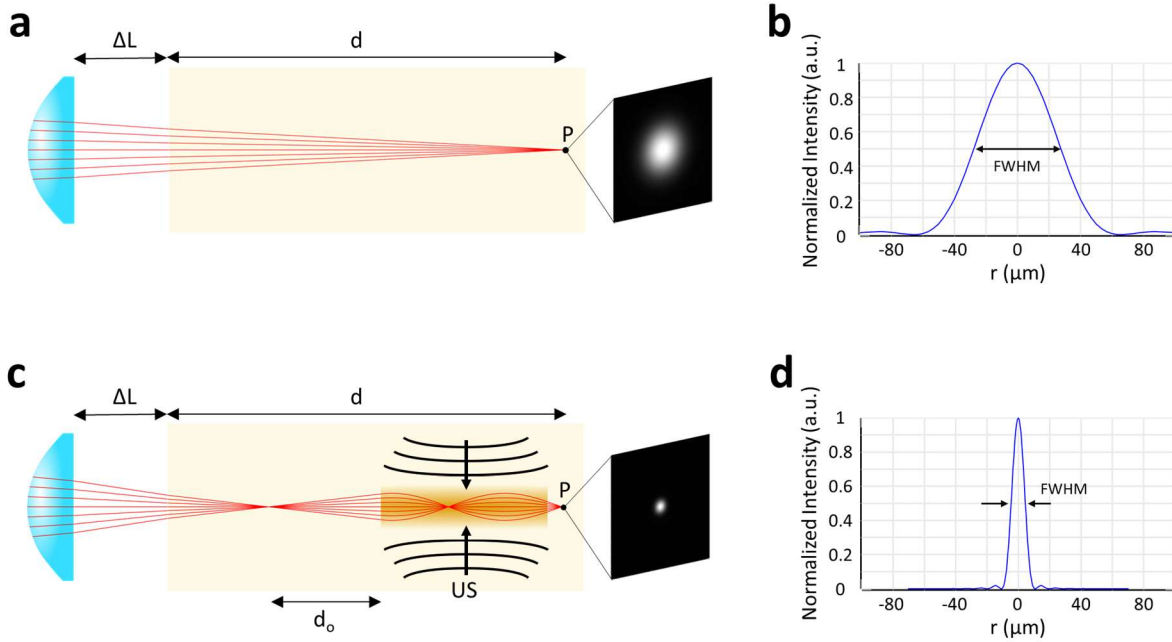 a
ΔL
d
P
b
Normalized Intensity (a.u.)
1
0.8
0.6
0.4
0.2
0
FWHM
-80
-40
0
40
80
r (μm)
c
ΔL
d
P
US
d₀
d
Normalized Intensity (a.u.)
1
0.8
0.6
0.4
0.2
0
FWHM
-80
-40
0
40
80
r (μm)